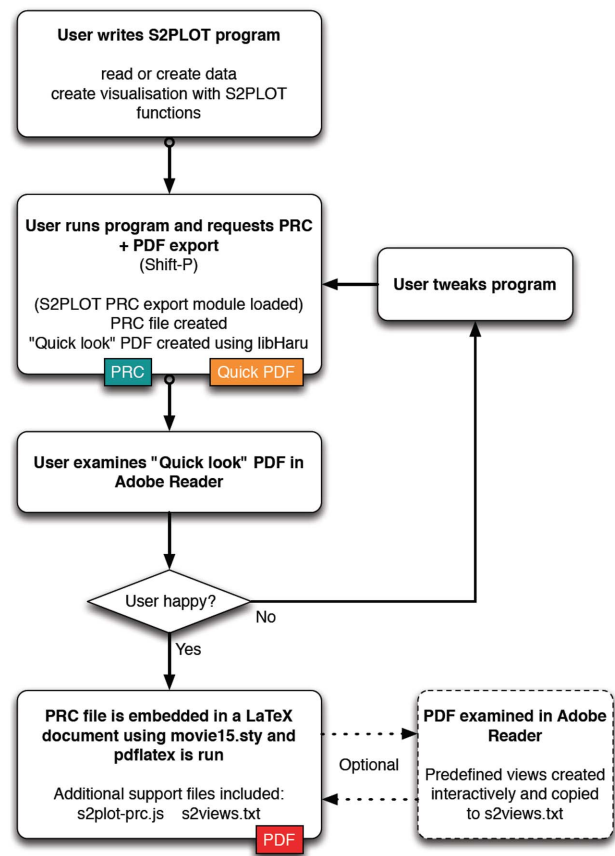 User writes S2PLOT program
read or create data
create visualisation with S2PLOT
functions
User runs program and requests PRC
+ PDF export
(Shift-P)
(S2PLOT PRC export module loaded)
PRC file created
"Quick look" PDF created using libHaru
PRC
Quick PDF
User tweaks program
User examines "Quick look" PDF in
Adobe Reader
User happy?
No
Yes
PRC file is embedded in a LaTeX
document using movie15.sty and
pdflatex is run
Additional support files included:
s2plot-prc.js s2views.txt
PDF
Optional
PDF examined in Adobe
Reader
Predefined views created
interactively and copied
to s2views.txt